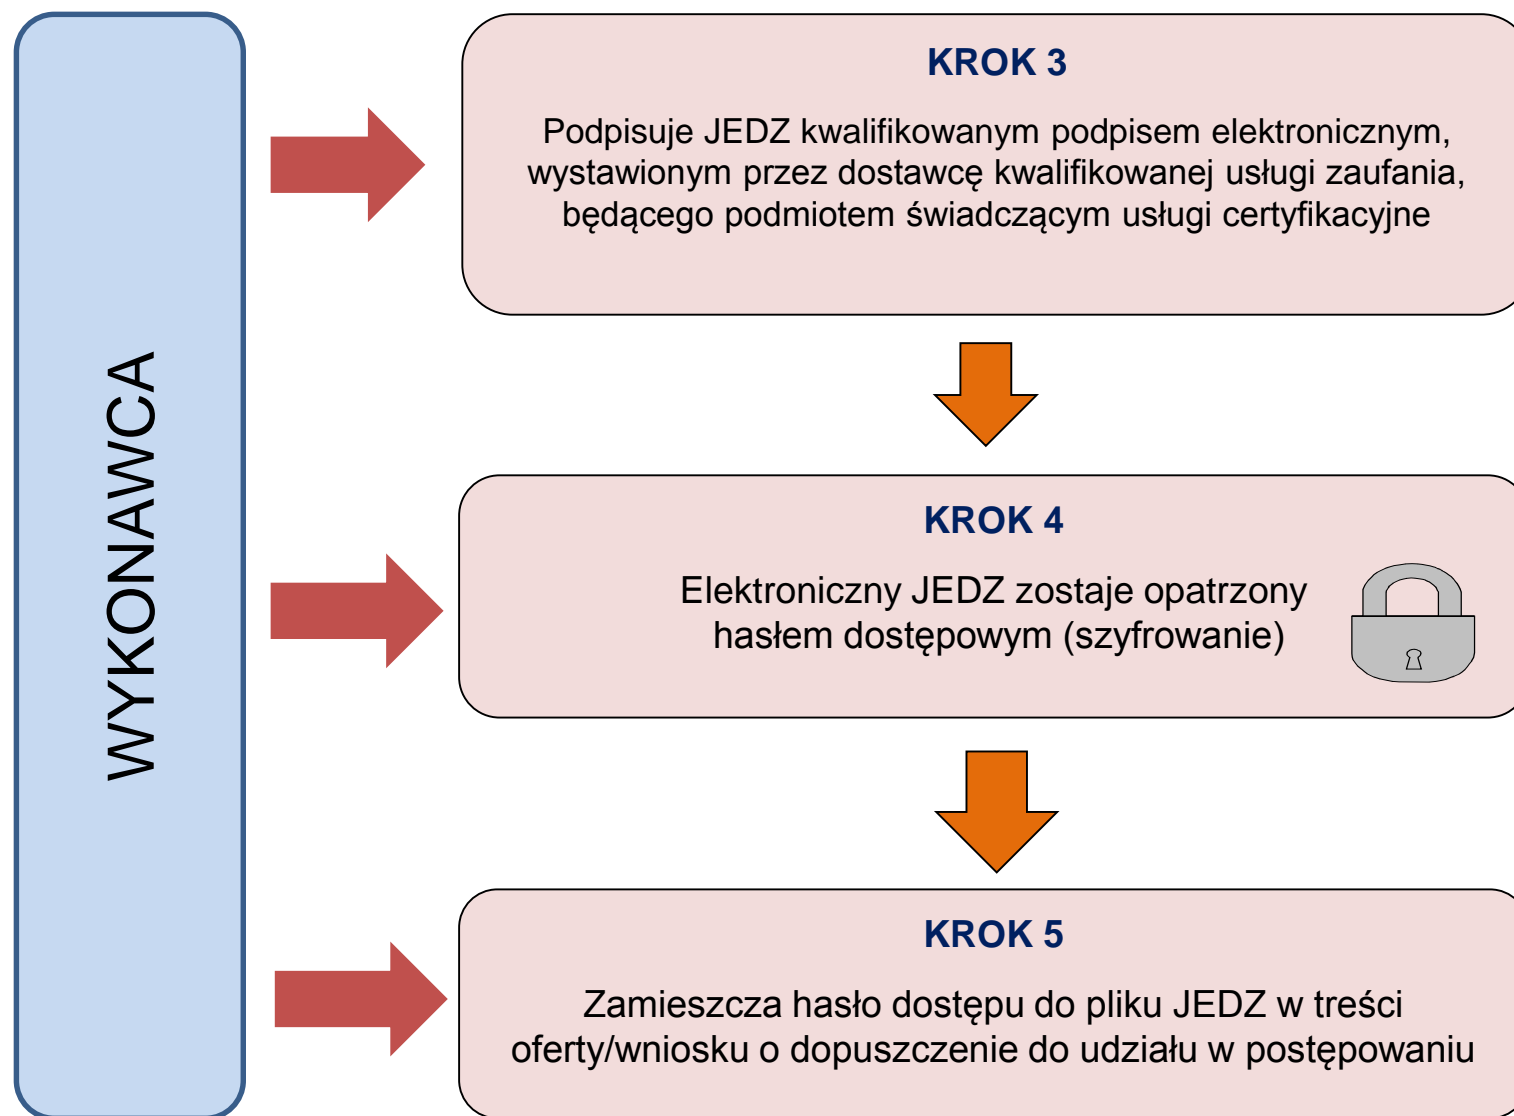 WYKONAWCA
KROK 3
Podpisuje JEDZ kwalifikowanym podpisem elektronicznym,
wystawionym przez dostawcę kwalifikowanej usługi zaufania,
będącego podmiotem świadczącym usługi certyfikacyjne
KROK 4
Elektroniczny JEDZ zostaje opatrzony
hasłem dostępowym (szyfrowanie)
KROK 5
Zamieszcza hasło dostępu do pliku JEDZ w treści
oferty/wniosku o dopuszczenie do udziału w postępowaniu